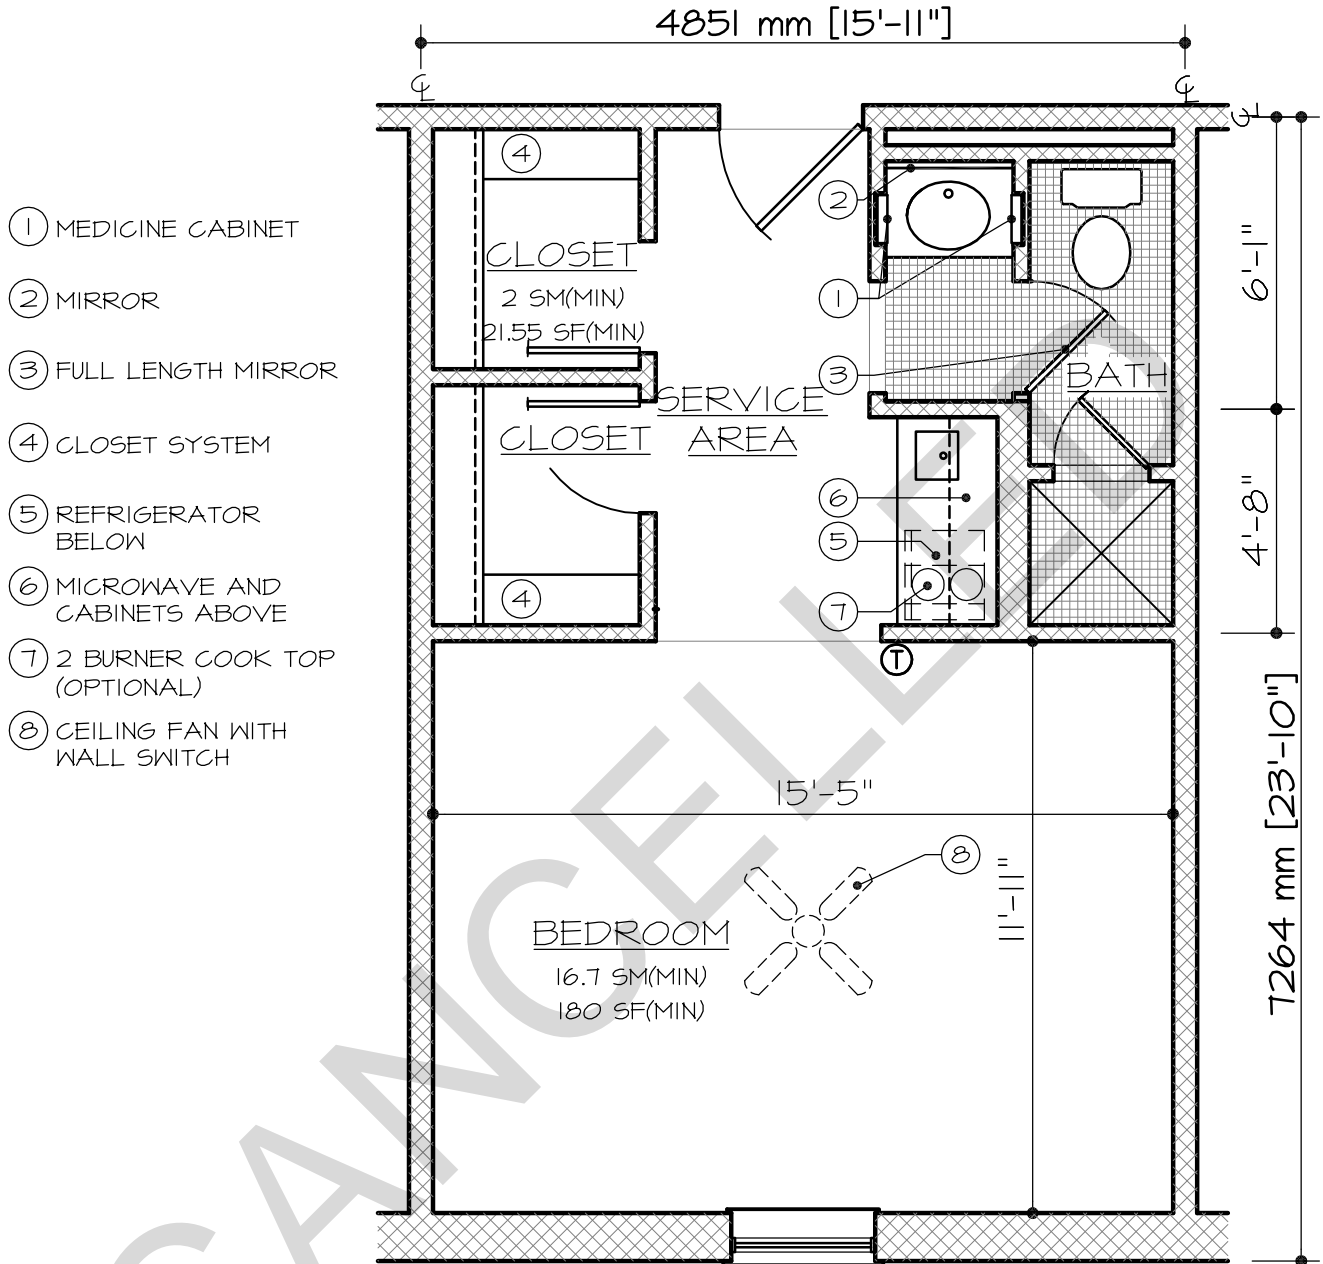 4851 mm [15'-11"]
℄
℄
℄
1 MEDICINE CABINET
2 MIRROR
3 FULL LENGTH MIRROR
4 CLOSET SYSTEM
5 REFRIGERATOR
BELOW
6 MICROWAVE AND
CABINETS ABOVE
7 2 BURNER COOK TOP
(OPTIONAL)
8 CEILING FAN WITH
WALL SWITCH
4
CLOSET
2 SM(MIN)
21.55 SF(MIN)
2
1
3
SERVICE
AREA
BATH
CLOSET
4
6
5
7
T
6'-1"
4'-8"
7264 mm [23'-10"]
15'-5"
11'-11"
8
BEDROOM
16.7 SM(MIN)
180 SF(MIN)
CANCELLED